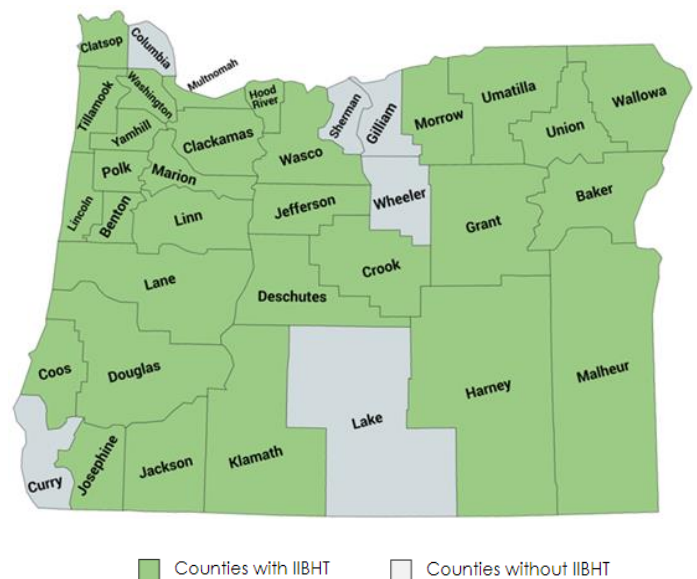 Clatsop
Columbia
Multnomah
Tillamook
Washington
Hood
River
Sherman
Gilliam
Morrow
Umatilla
Union
Wallowa
Yamhill
Clackamas
Wasco
Polk
Marion
Lincoln
Benton
Linn
Jefferson
Wheeler
Grant
Baker
Lane
Crook
Deschutes
Coos
Douglas
Harney
Malheur
Lake
Curry
Josephine
Jackson
Klamath
Counties with IIBHT
Counties without IIBHT